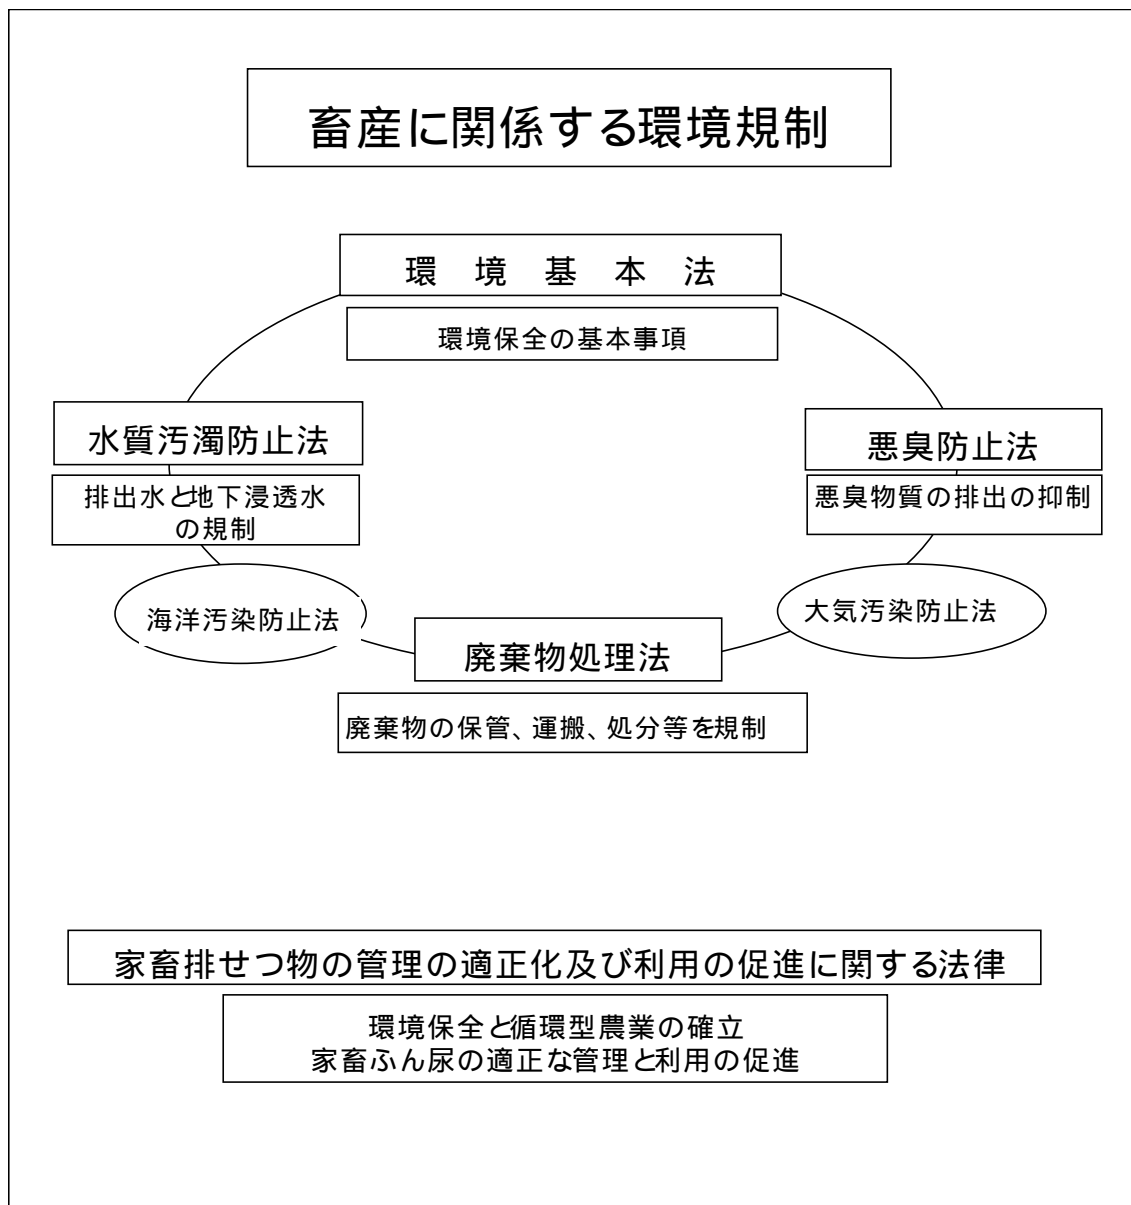 畜産に関係する環境規制
環 境 基 本 法
環境保全の基本事項
水質汚濁防止法
排出水と地下浸透水
の規制
悪臭防止法
悪臭物質の排出の抑制
海洋汚染防止法
大気汚染防止法
廃棄物処理法
廃棄物の保管、運搬、処分等を規制
家畜排せつ物の管理の適正化及び利用の促進に関する法律
環境保全と循環型農業の確立
家畜ふん尿の適正な管理と利用の促進